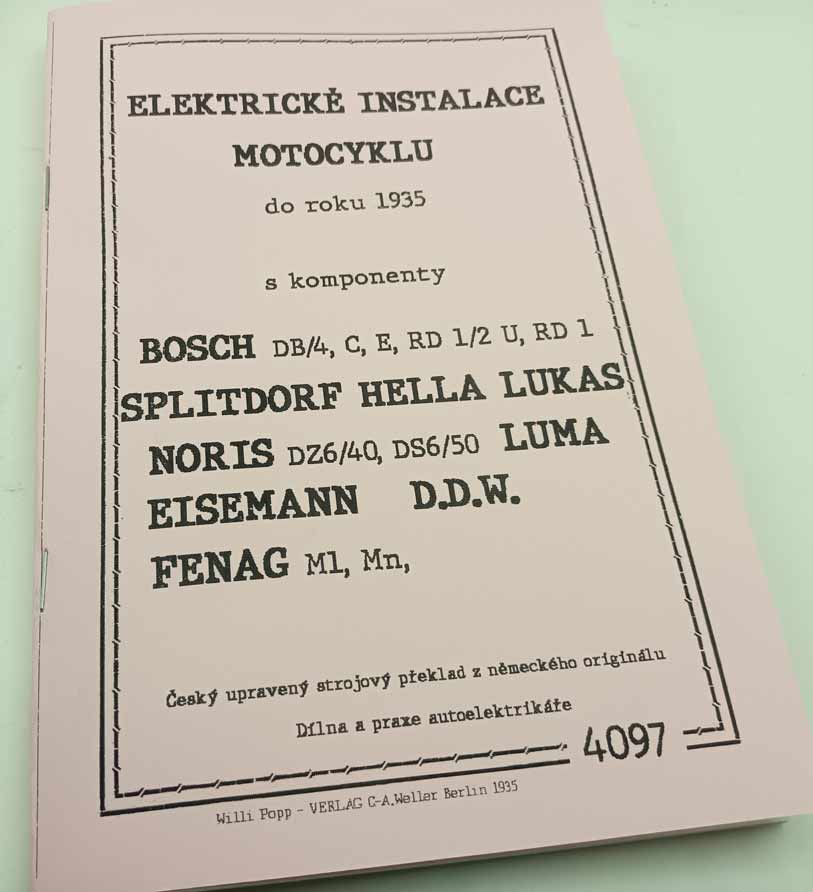 ELEKTRICKÉ INSTALACE
MOTOCYKLU
do roku 1935
s komponenty
BOSCH DB/4, C, E, RD 1/2 U, RD 1
SPLITDORF HELLA LUKAS
NORIS DZ6/40, DS6/50 LUMA
EISEMANN D.D.W.
FENAG Ml, Mn,
Český upravený strojový překlad z německého originálu
Dílna a praxe autoelektrikáře
4097
Willi Popp - VERLAG C-A.Weller Berlin 1935